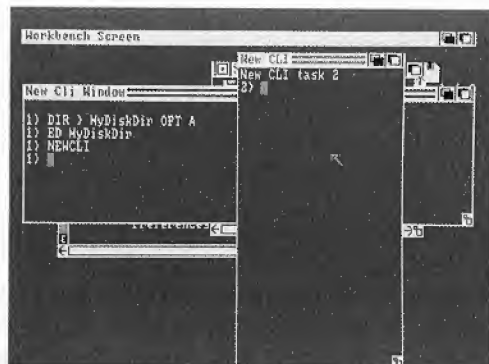 Workbench Screen
New CLI
New CLI task 2
2)
New Cli Window
1) DIR > MyDiskDir OPT A
1) ED MyDiskDir
1) NEWCLI
1)
Preferences